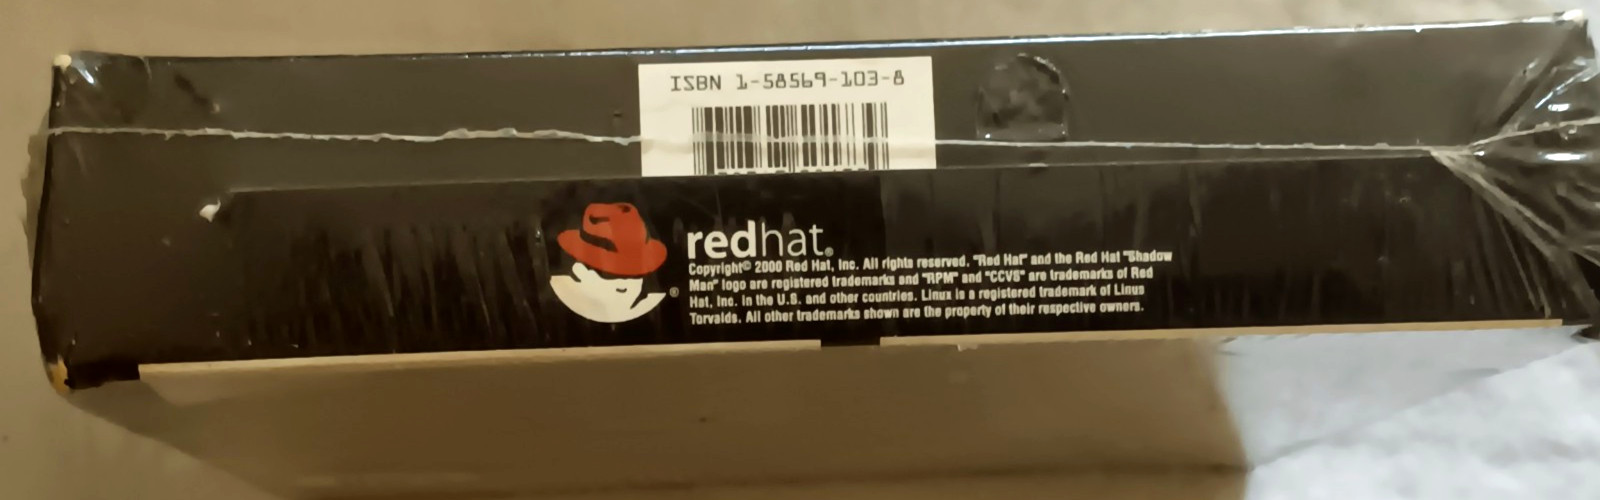 ISBN 1-58569-103-8
redhat®
Copyright© 2000 Red Hat, Inc. All rights reserved. "Red Hat" and the Red Hat "Shadow
Man" logo are registered trademarks and "RPM" and "CCVS" are trademarks of Red
Hat, Inc. in the U.S. and other countries. Linux is a registered trademark of Linus
Torvalds. All other trademarks shown are the property of their respective owners.